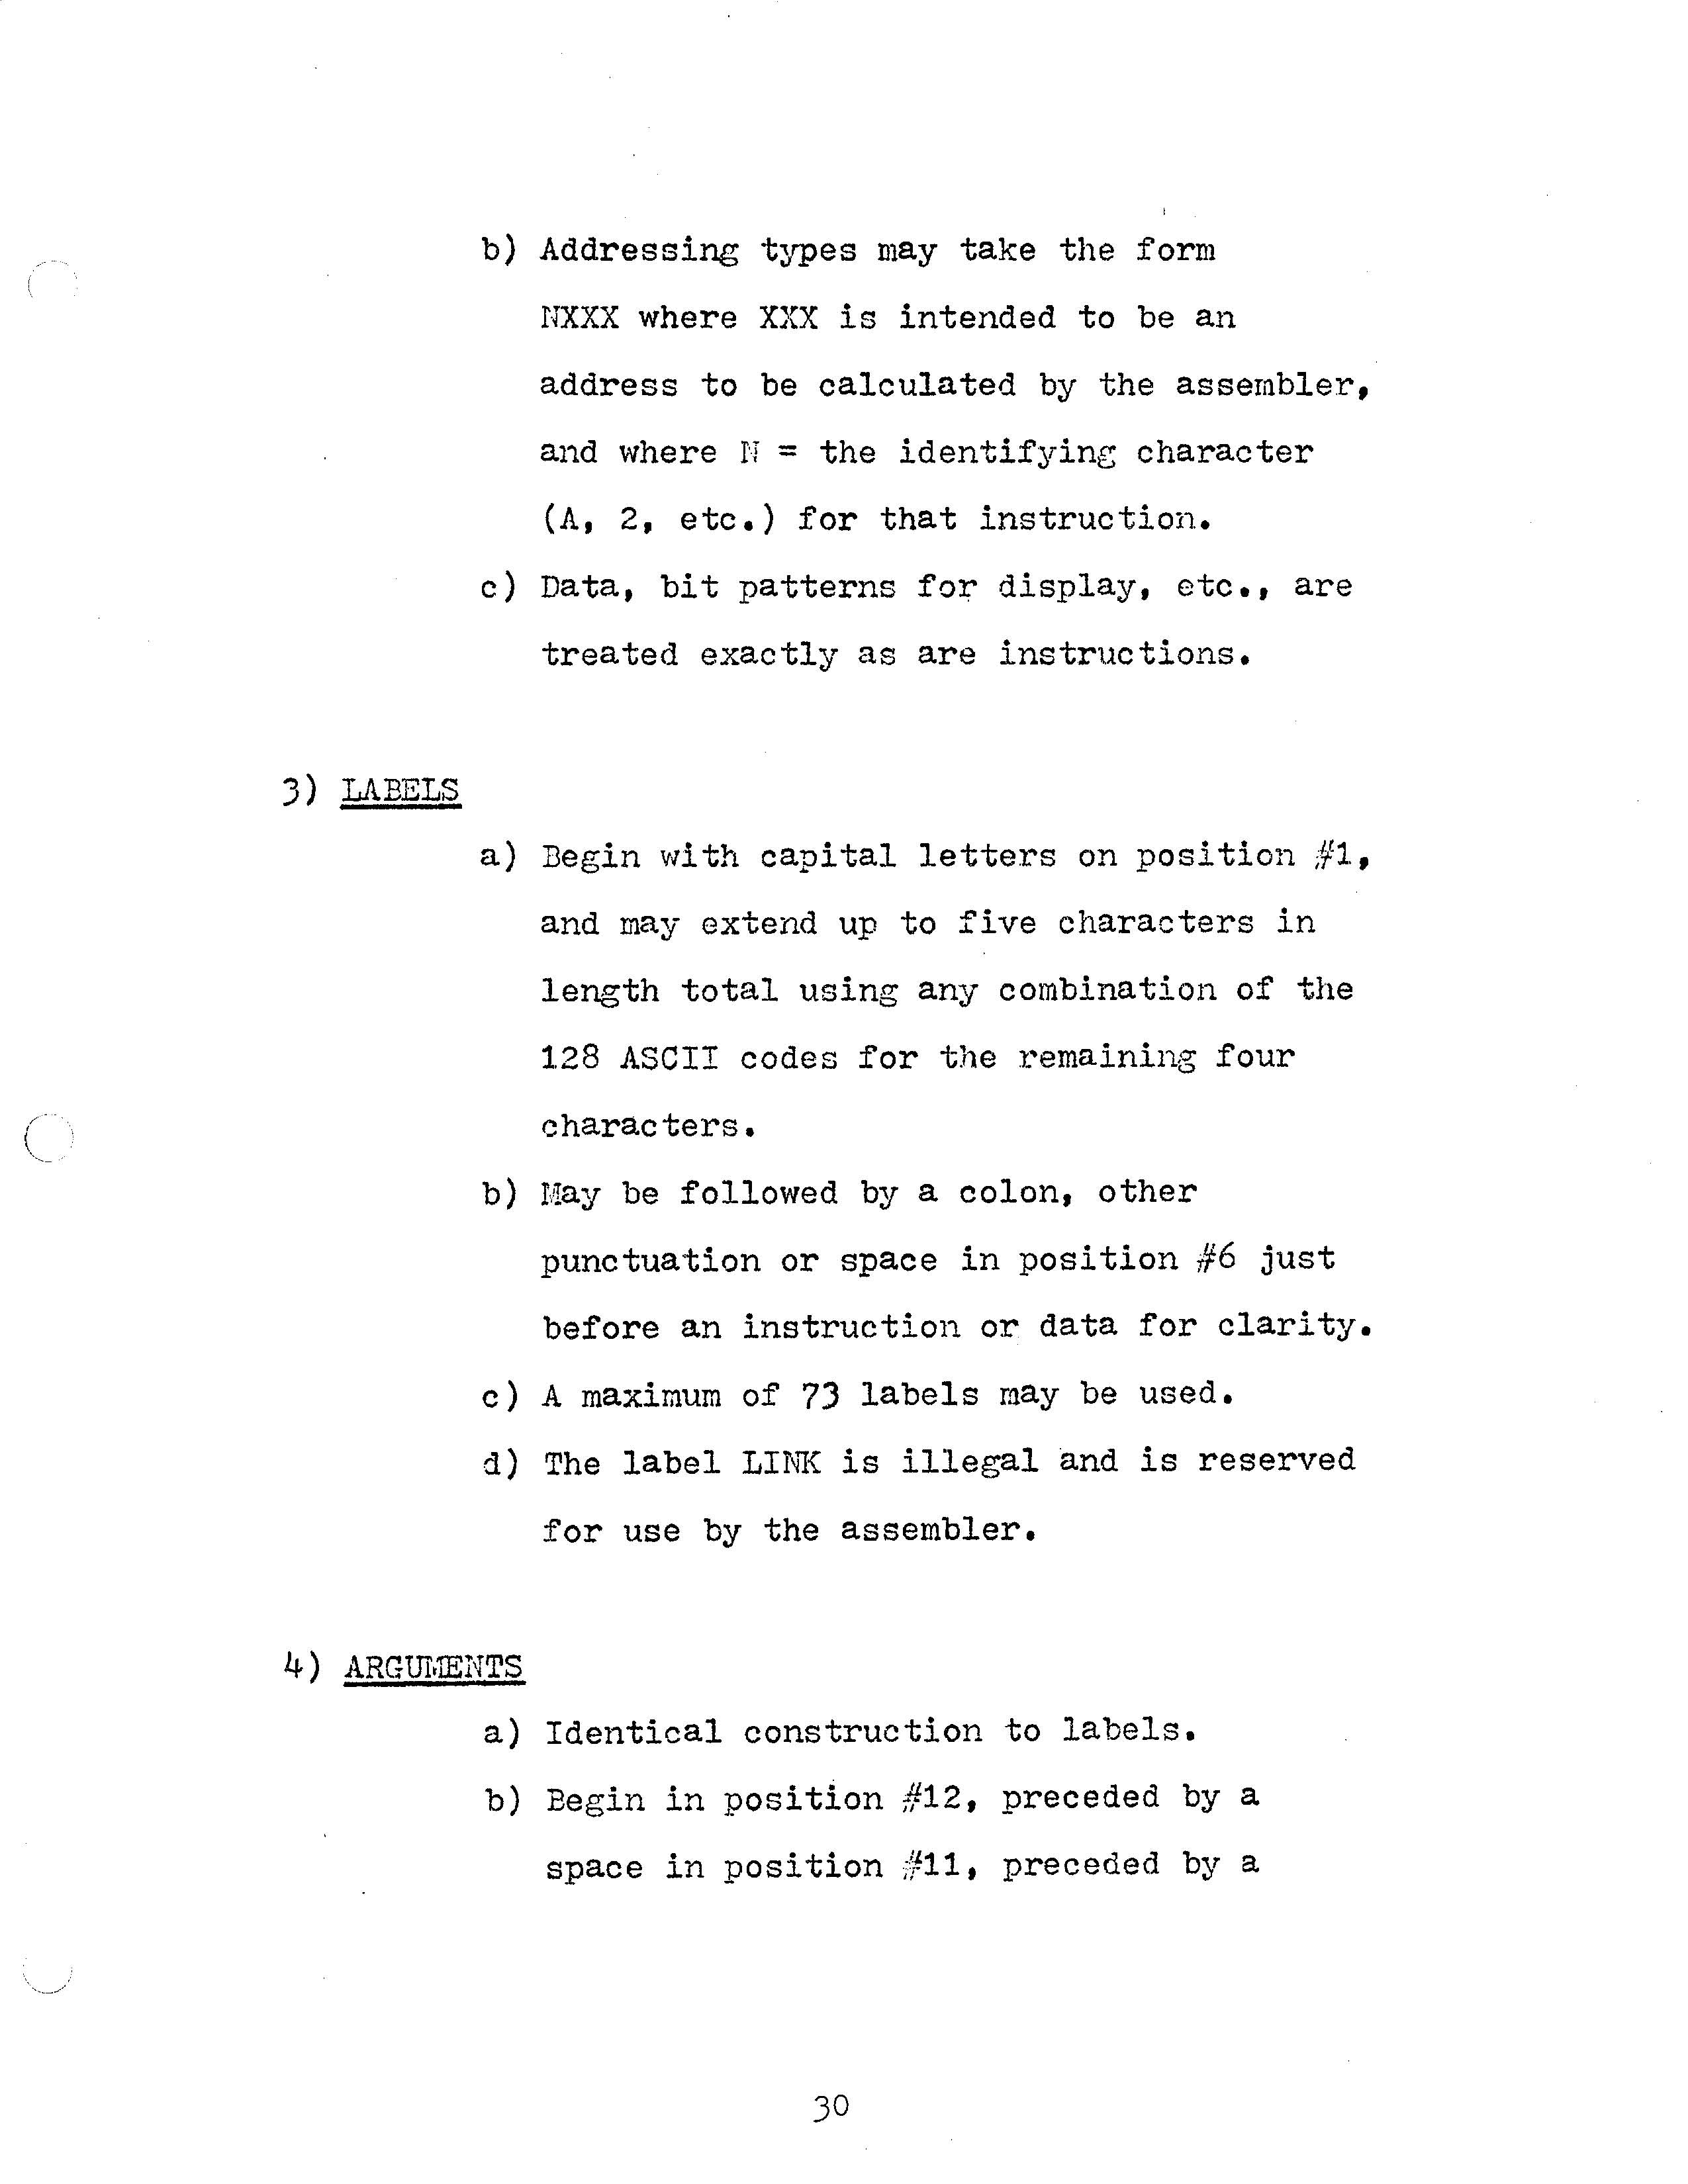 b) Addressing types may take the form
NXXX where XXX is intended to be an
address to be calculated by the assembler,
and where N = the identifying character
(A, 2, etc.) for that instruction.
c) Data, bit patterns for display, etc., are
treated exactly as are instructions.
3) LABELS
a) Begin with capital letters on position #1,
and may extend up to five characters in
length total using any combination of the
128 ASCII codes for the remaining four
characters.
b) May be followed by a colon, other
punctuation or space in position #6 just
before an instruction or data for clarity.
c) A maximum of 73 labels may be used.
d) The label LINK is illegal and is reserved
for use by the assembler.
4) ARGUMENTS
a) Identical construction to labels.
b) Begin in position #12, preceded by a
space in position #11, preceded by a
30